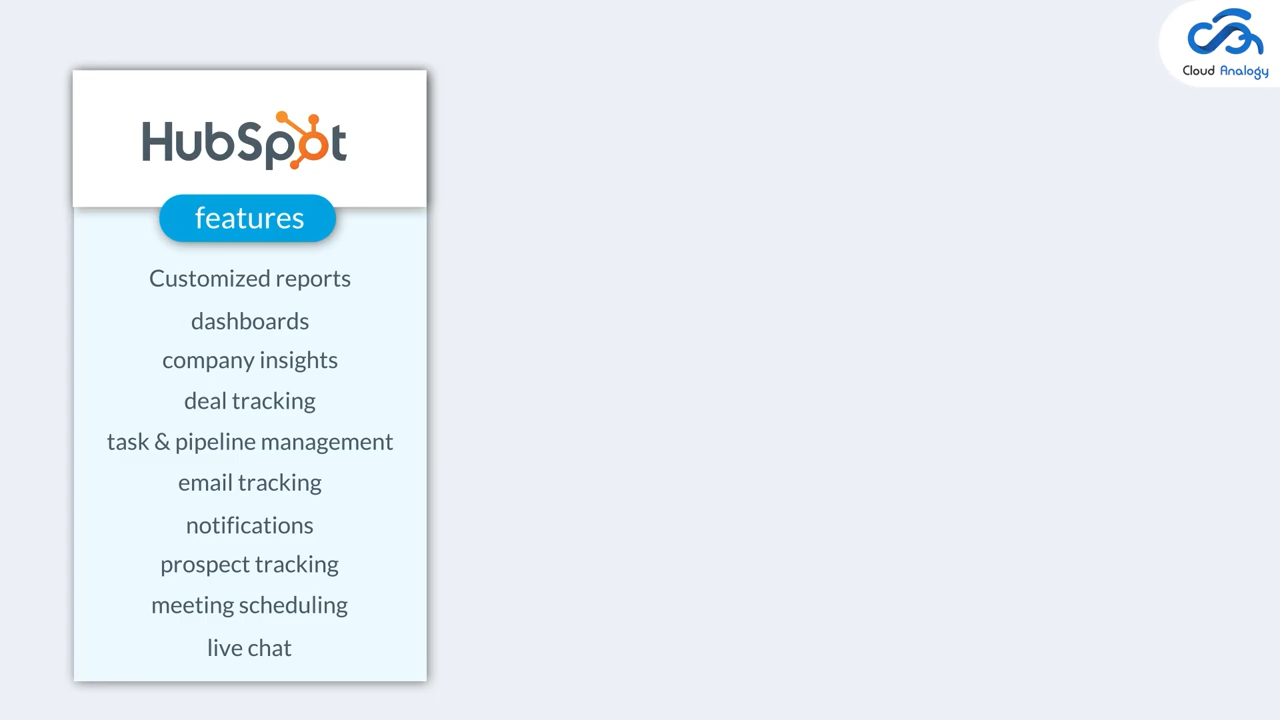 Cloud Analogy
HubSpot
features
Customized reports
dashboards
company insights
deal tracking
task & pipeline management
email tracking
notifications
prospect tracking
meeting scheduling
live chat